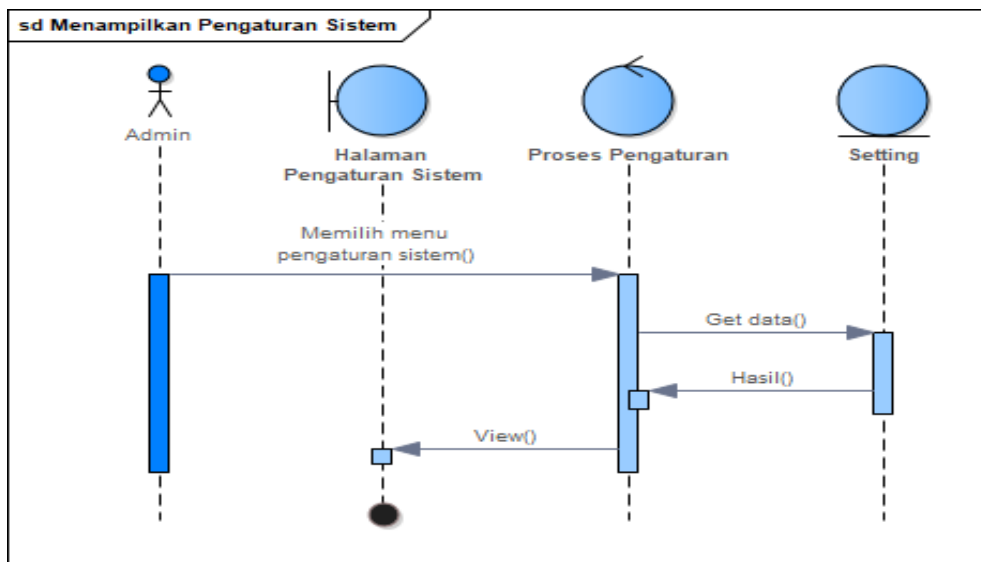 sd Menampilkan Pengaturan Sistem
Admin
Halaman
Pengaturan Sistem
Proses Pengaturan
Setting
Memilih menu
pengaturan sistem()
Get data()
Hasil()
View()